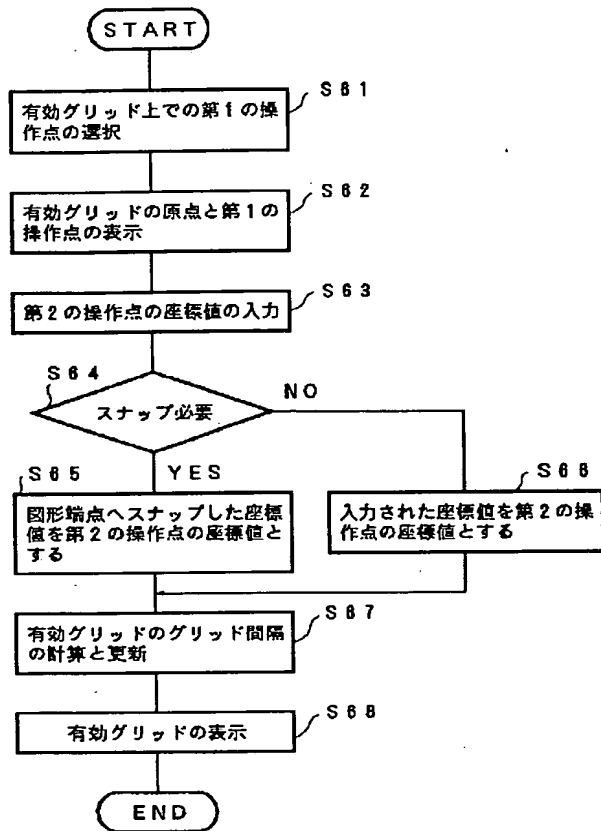 START
S61
有効グリッド上での第1の操
作点の選択
S62
有効グリッドの原点と第1の
操作点の表示
S63
第2の操作点の座標値の入力
S64
スナップ必要
NO
YES
S65
図形端点へスナップした座標
値を第2の操作点の座標値と
する
S66
入力された座標値を第2の操
作点の座標値とする
S67
有効グリッドのグリッド間隔
の計算と更新
S68
有効グリッドの表示
END